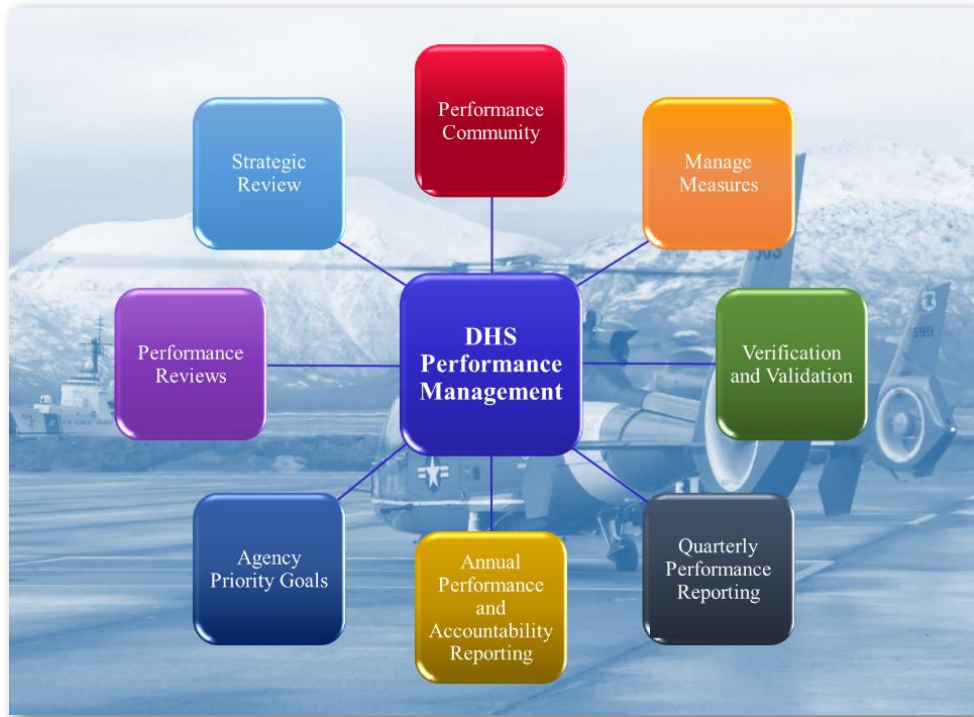 Performance
Community
Strategic
Review
Manage
Measures
DHS
Performance
Management
Performance
Reviews
Verification
and Validation
Agency
Priority Goals
Annual
Performance
and
Accountability
Reporting
Quarterly
Performance
Reporting